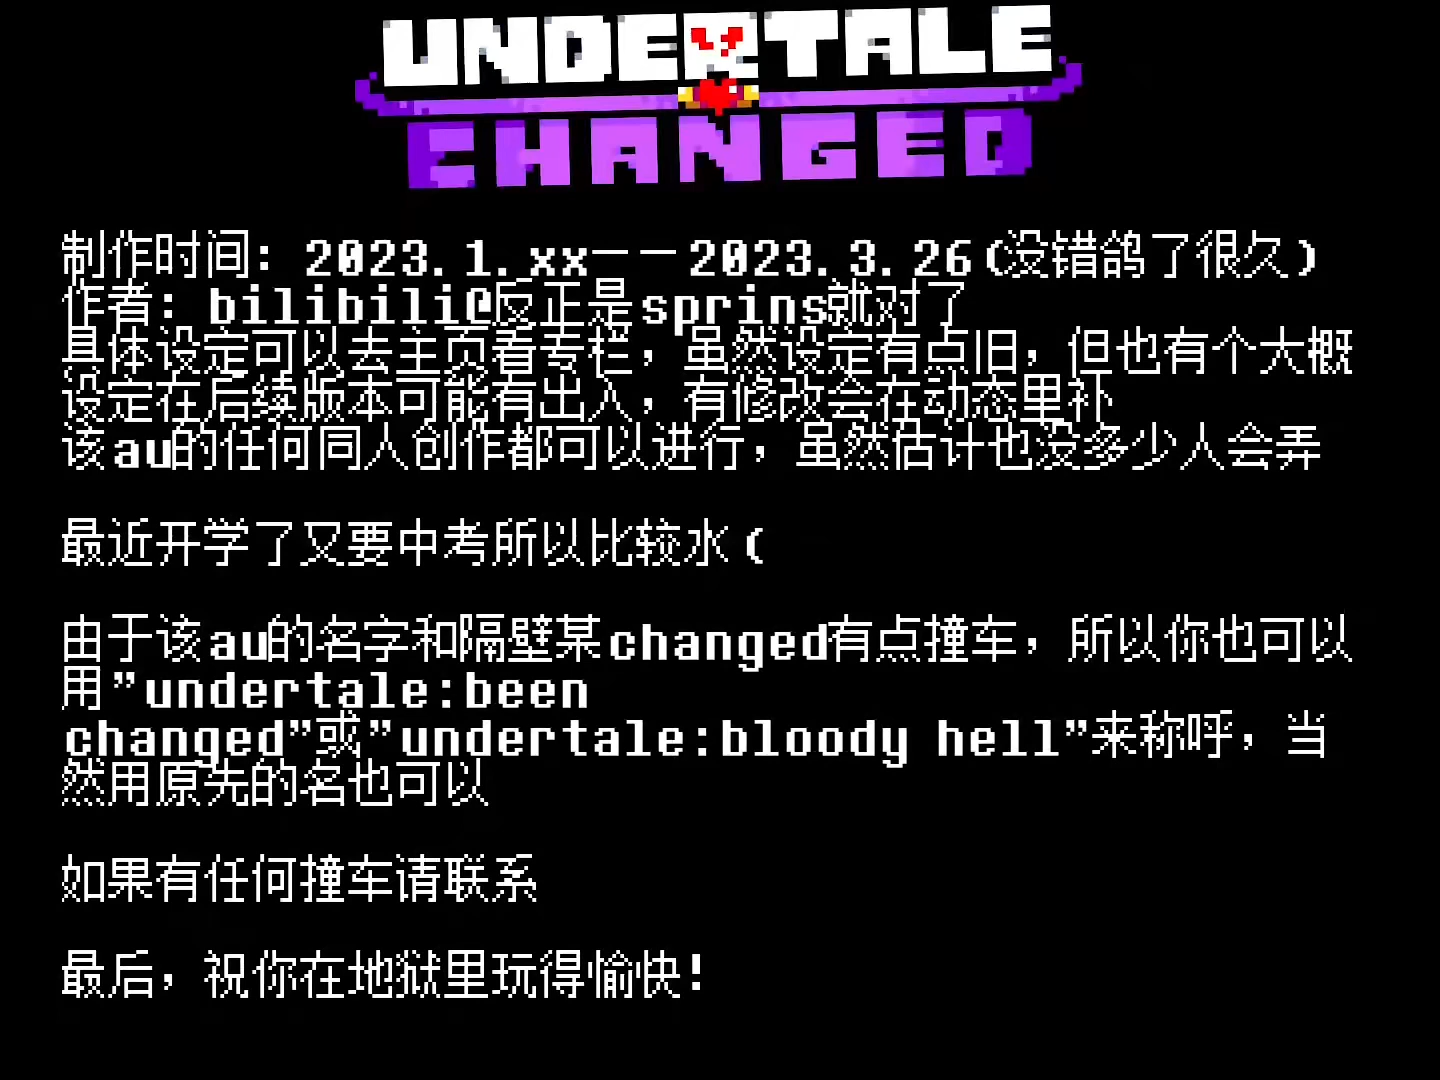 UNDERTALE
CHANGED
制作时间：2023.1.xx——2023.3.26(没错鸽了很久)
作者：bilibili@反正是sprins就对了
具体设定可以去主页看专栏，虽然设定有点旧，但也有个大概
设定在后续版本可能有出入，有修改会在动态里补
该au的任何同人创作都可以进行，虽然估计也没多少人会弄
最近开学了又要中考所以比较水(
由于该au的名字和隔壁某changed有点撞车，所以你也可以
用"undertale:been
changed"或"undertale:bloody hell"来称呼，当
然用原先的名也可以
如果有任何撞车请联系
最后，祝你在地狱里玩得愉快!